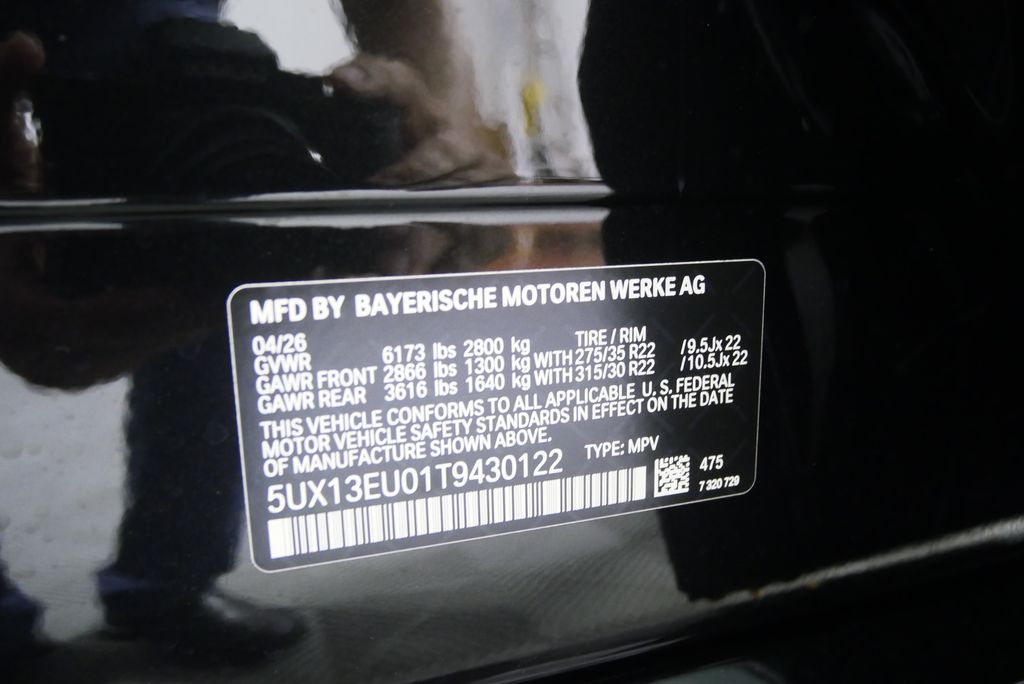 MFD BY BAYERISCHE MOTOREN WERKE AG
04/26 TIRE / RIM
GVWR 6173 lbs 2800 kg
GAWR FRONT 2866 lbs 1300 kg WITH 275/35 R22 /9.5Jx22
GAWR REAR 3616 lbs 1640 kg WITH 315/30 R22 /10.5Jx22
THIS VEHICLE CONFORMS TO ALL APPLICABLE U. S. FEDERAL
MOTOR VEHICLE SAFETY STANDARDS IN EFFECT ON THE DATE
OF MANUFACTURE SHOWN ABOVE.
TYPE: MPV
5UX13EU01T9430122
475
7 320 729